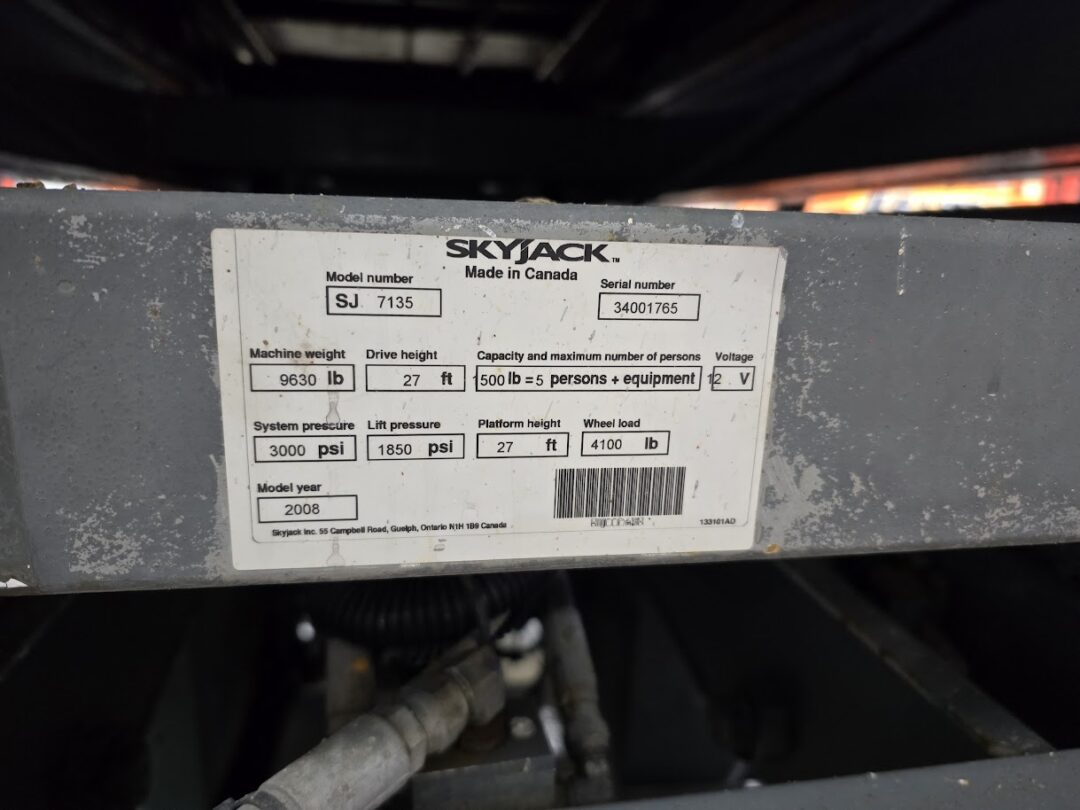 SKYJACK™
Made in Canada
Model number
SJ 7135
Serial number
34001765
Machine weight
9630 lb
Drive height
27 ft
Capacity and maximum number of persons
1500 lb = 5 persons + equipment
Voltage
12 V
System pressure
3000 psi
Lift pressure
1850 psi
Platform height
27 ft
Wheel load
4100 lb
Model year
2008
Skyjack Inc. 55 Campbell Road, Guelph, Ontario N1H 1B9 Canada
133101AD